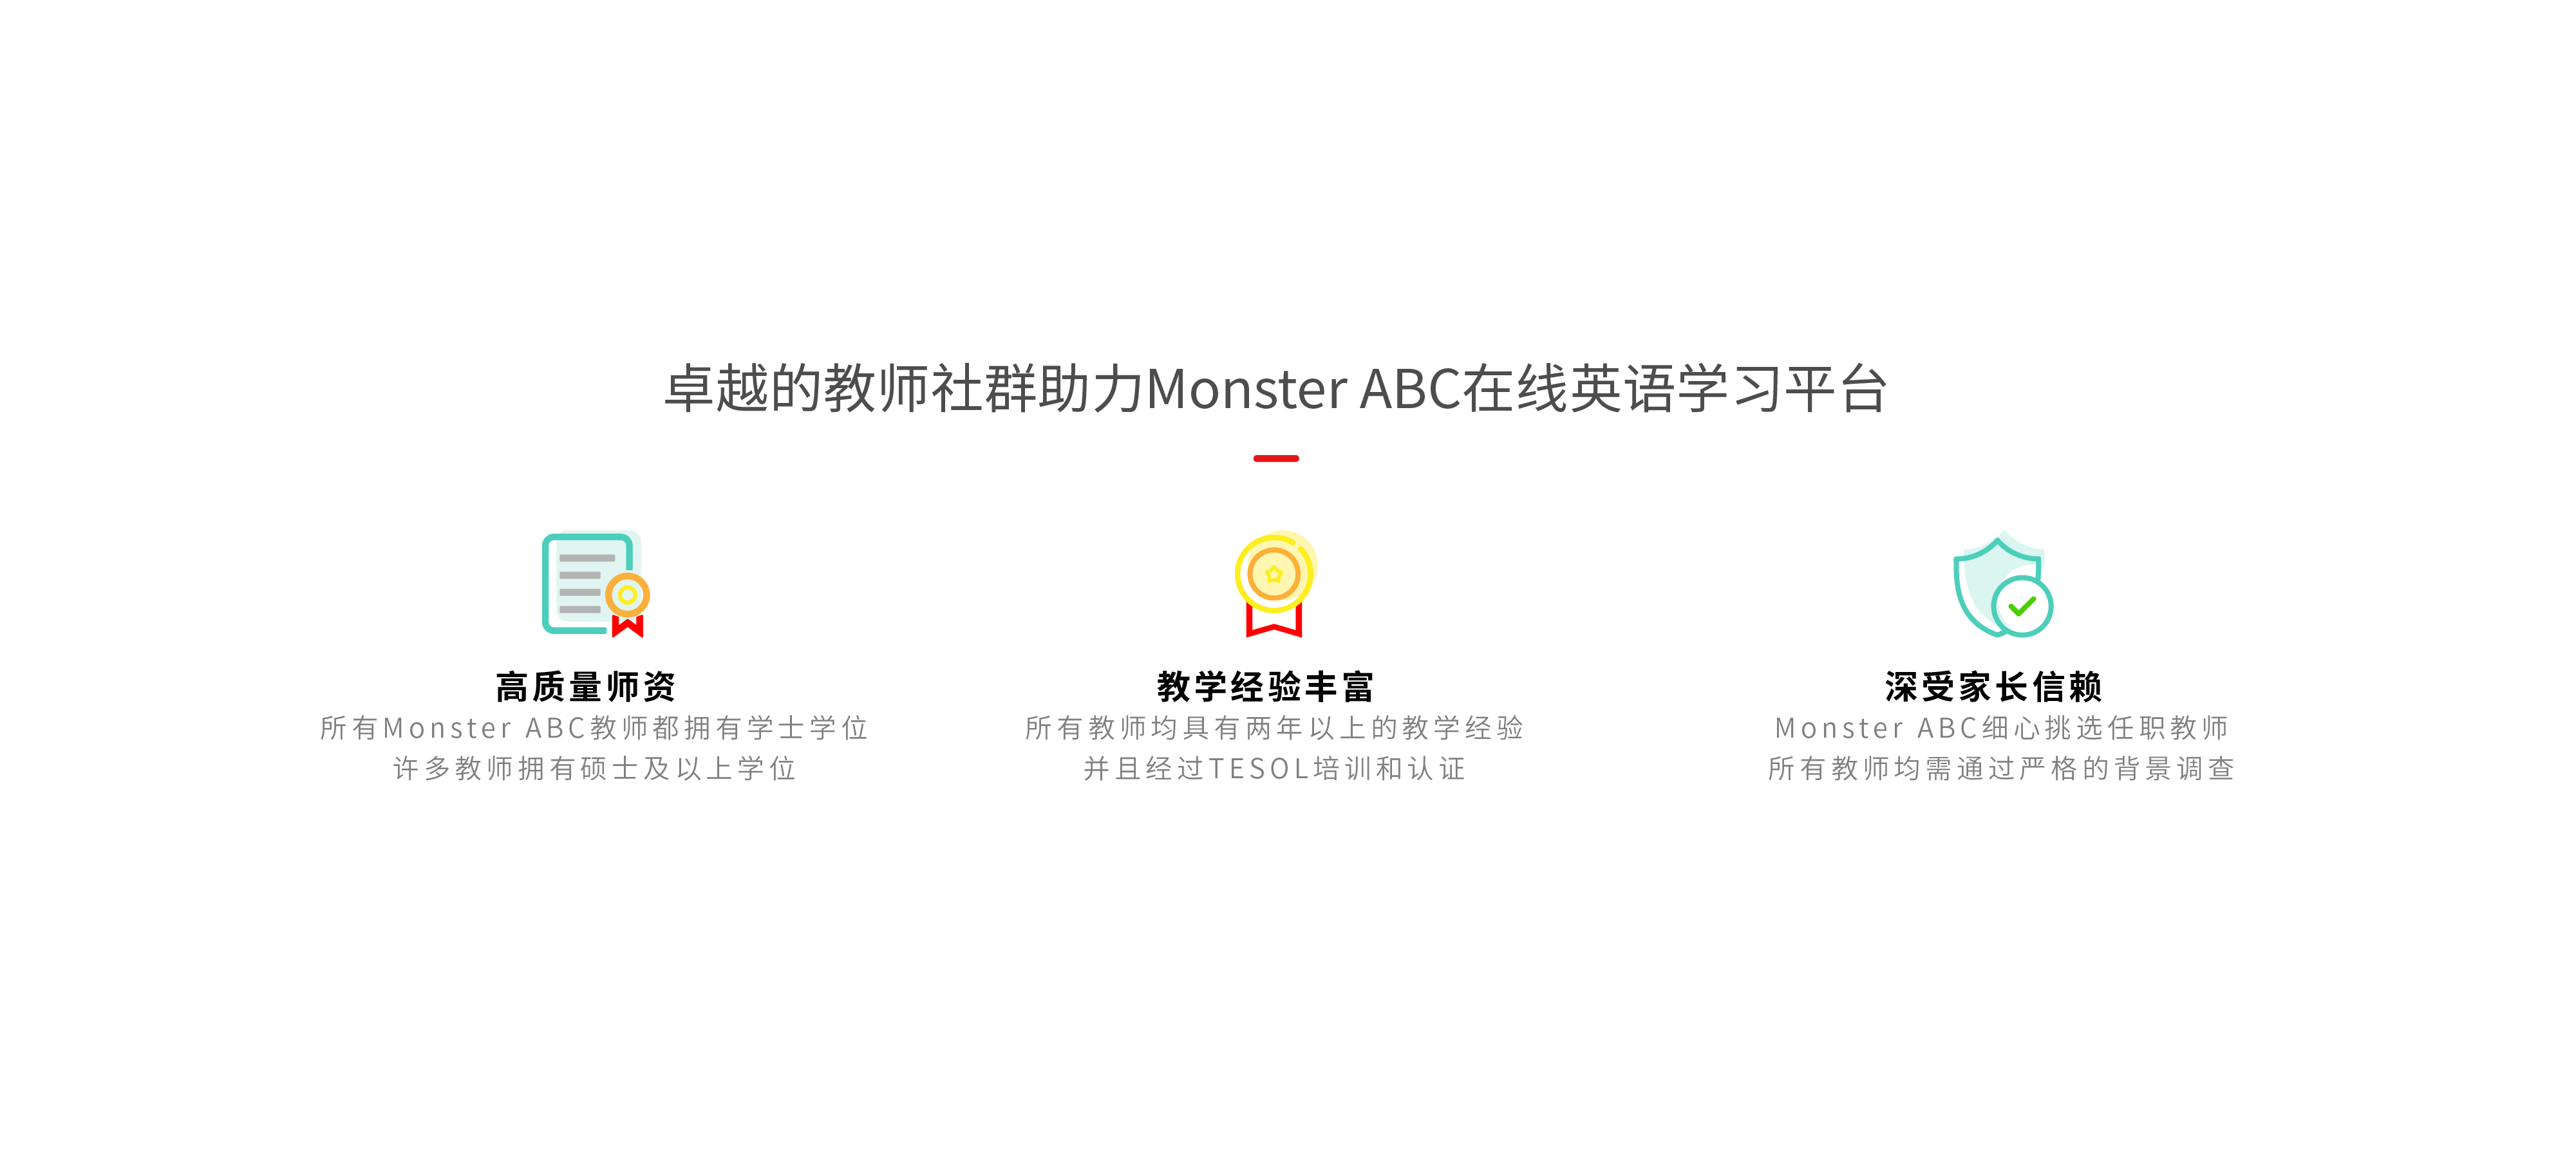 卓越的教师社群助力Monster ABC在线英语学习平台
高质量师资
所有Monster ABC教师都拥有学士学位
许多教师拥有硕士及以上学位
教学经验丰富
所有教师均具有两年以上的教学经验
并且经过TESOL培训和认证
深受家长信赖
Monster ABC细心挑选任职教师
所有教师均需通过严格的背景调查